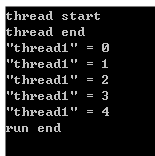 thread start
thread end
"thread1" = 0
"thread1" = 1
"thread1" = 2
"thread1" = 3
"thread1" = 4
run end